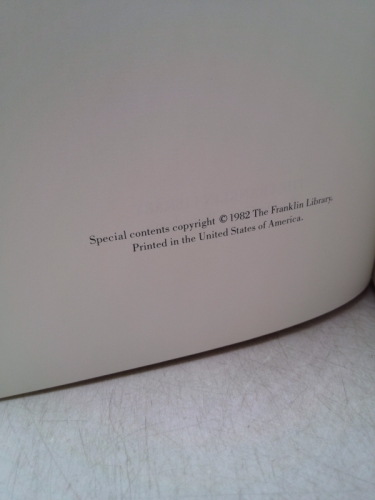 Special contents copyright © 1982 The Franklin Library.
Printed in the United States of America.